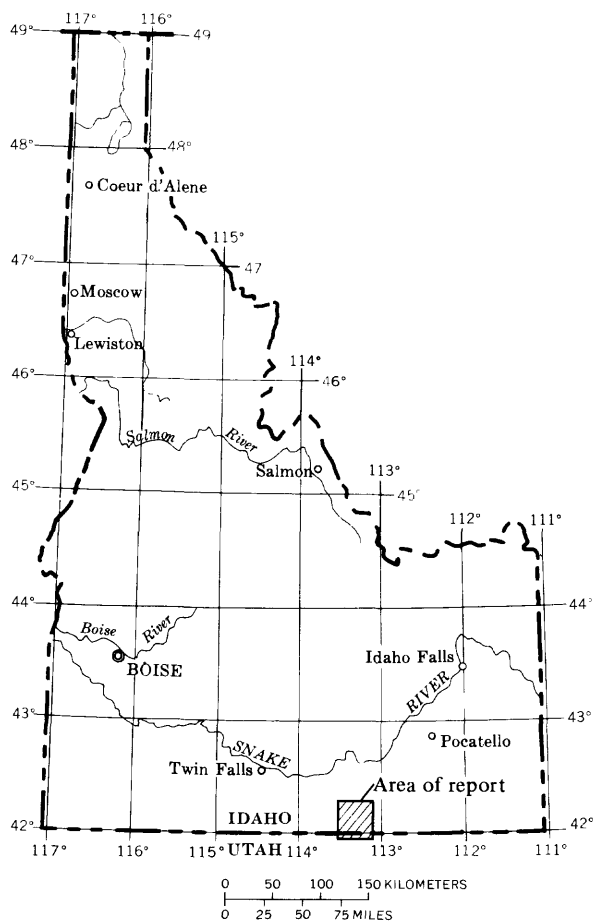 117° 116°
49° 49
48° 48°
Coeur d'Alene
115°
47° 47
Moscow
Lewiston
114°
46° 46°
Salmon River
Salmon
113°
45° 45°
112° 111°
44° 44°
Boise River
BOISE
Idaho Falls
SNAKE RIVER
43° 43°
Pocatello
Twin Falls
Area of report
IDAHO
42° 42°
UTAH
117° 116° 115° 114° 113° 112° 111°
0 50 100 150 KILOMETERS
0 25 50 75 MILES